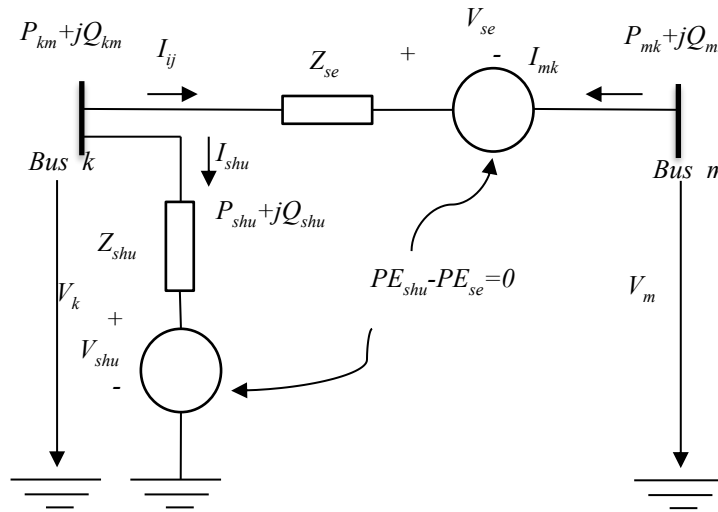 V_se
P_km+jQ_km
P_mk+jQ_m
I_ij
Z_se
+
-
I_mk
Bus k
I_shu
Bus m
P_shu+jQ_shu
Z_shu
PE_shu-PE_se=0
V_k
V_m
+
V_shu
-